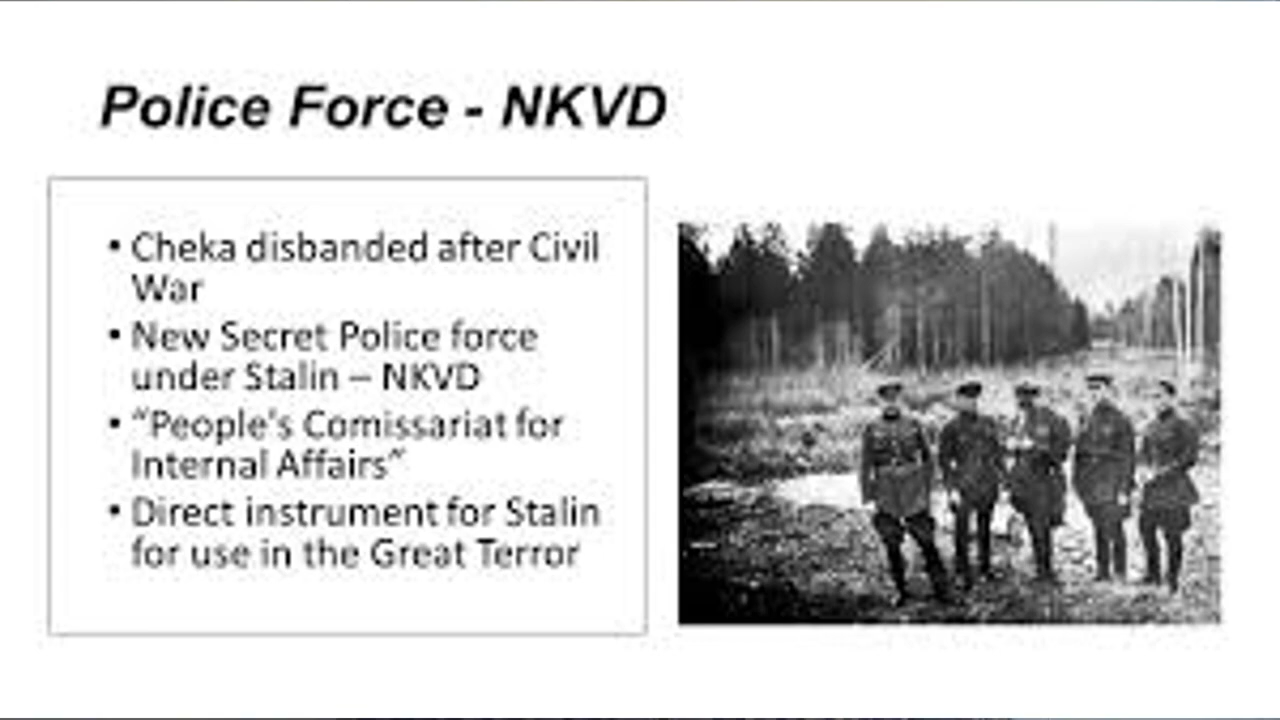 Police Force - NKVD
• Cheka disbanded after Civil
War
• New Secret Police force
under Stalin – NKVD
• “People’s Comissariat for
Internal Affairs”
• Direct instrument for Stalin
for use in the Great Terror